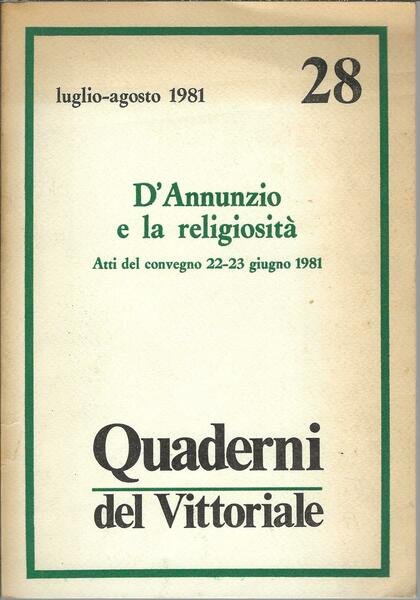 luglio-agosto 1981
28
D'Annunzio
e la religiosità
Atti del convegno 22-23 giugno 1981
Quaderni
del Vittoriale